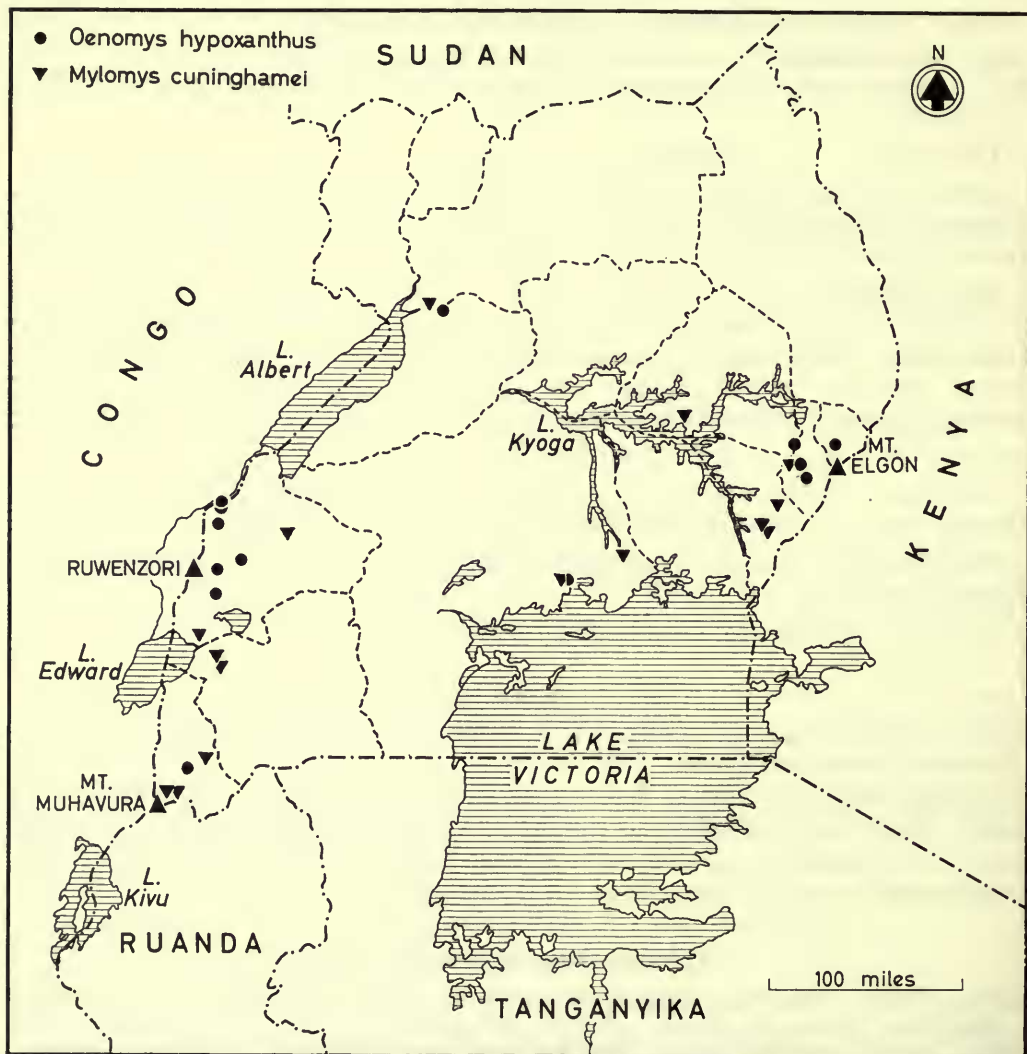 Oenomys hypoxanthus
Mylomys cuninghamei
SUDAN
N
CONGO
L.
Albert
L.
Kyoga
MT.
ELGON
KENYA
RUWENZORI
L.
Edward
LAKE
VICTORIA
MT.
MUHAVURA
L.
Kivu
RUANDA
100 miles
TANGANYIKA